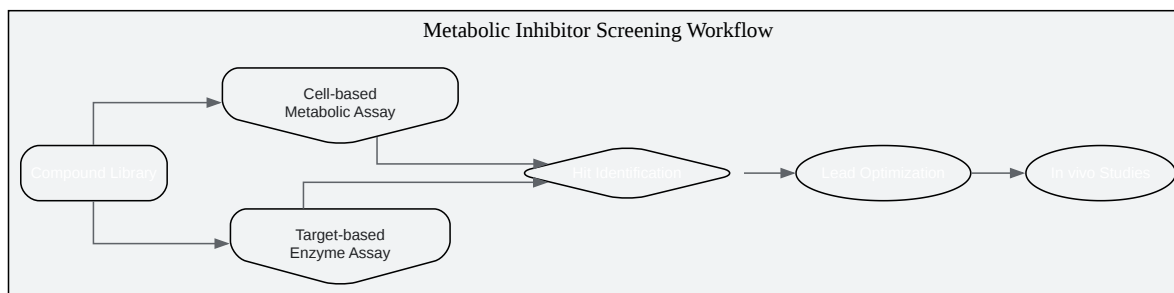 Metabolic Inhibitor Screening Workflow
Cell-based
Metabolic Assay
Compound Library
Hit Identification
Lead Optimization
In vivo Studies
Target-based
Enzyme Assay